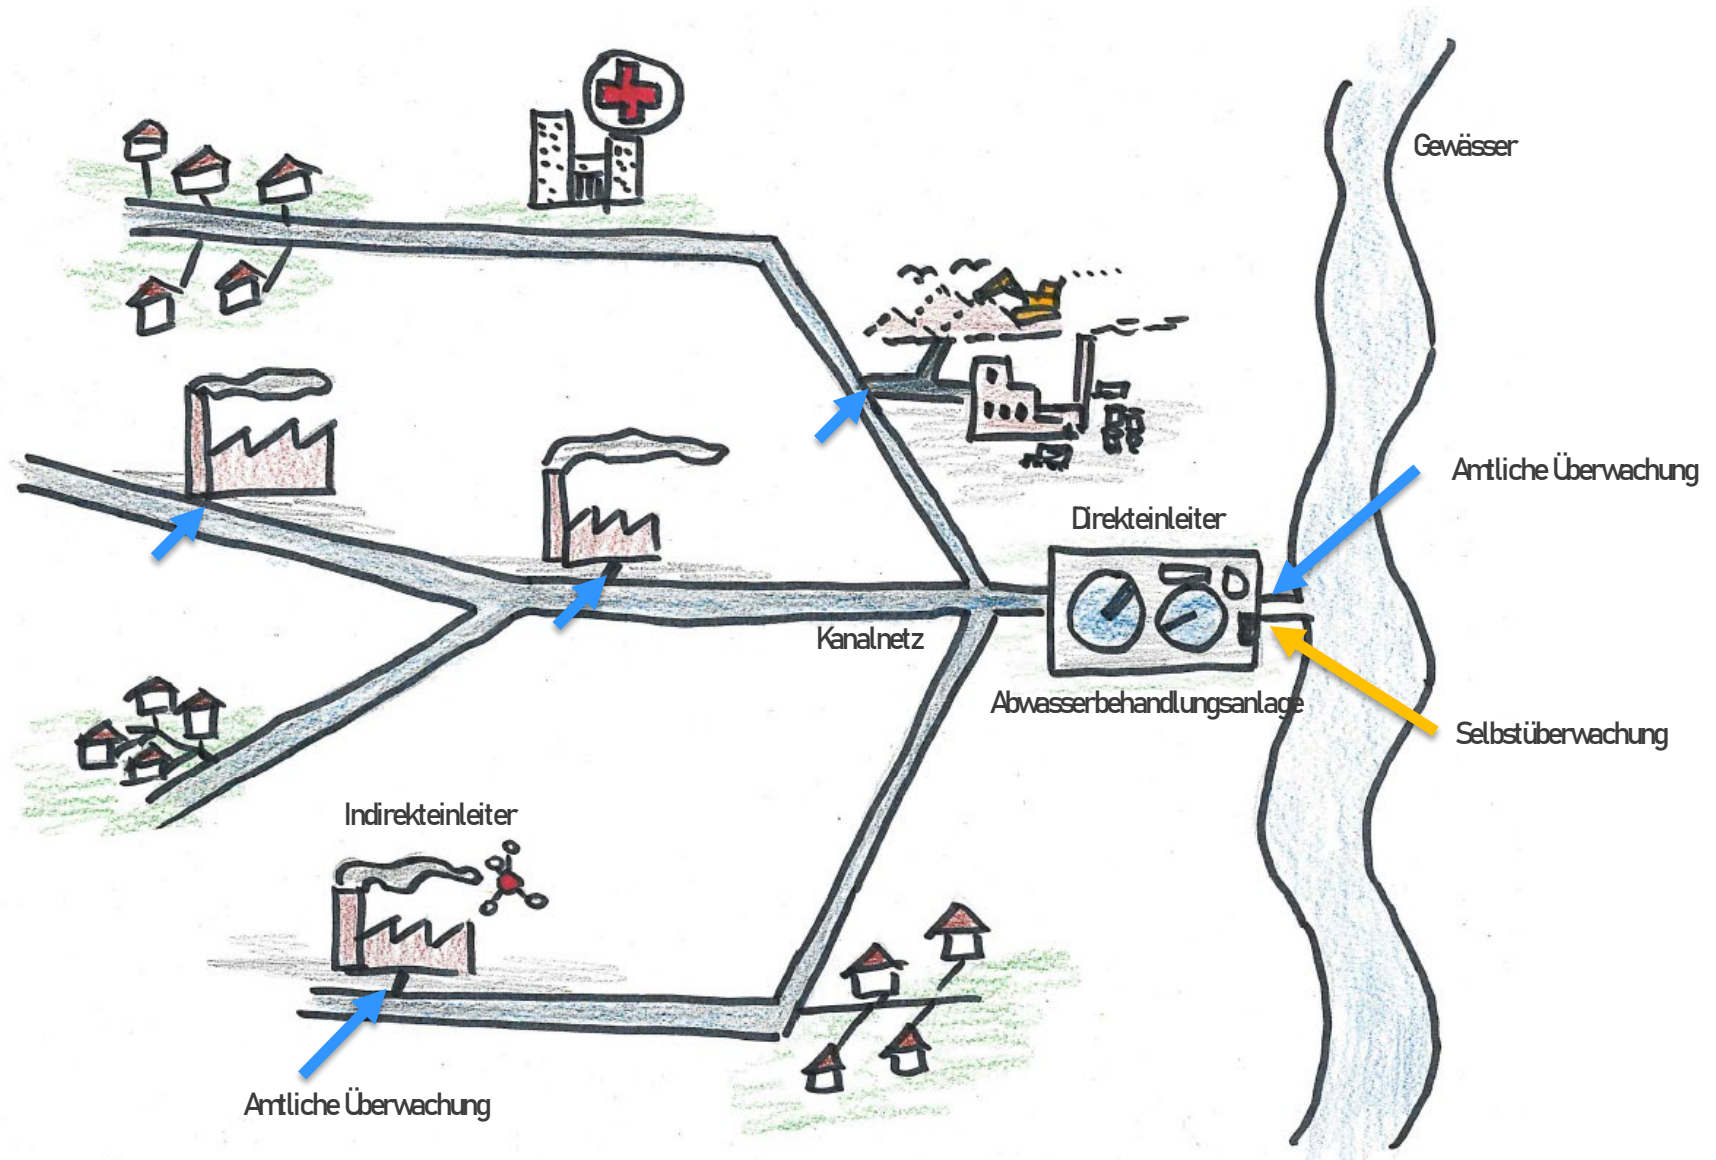 Gewässer
Amtliche Überwachung
Direkteinleiter
Kanalnetz
Abwasserbehandlungsanlage
Selbstüberwachung
Indirekteinleiter
Amtliche Überwachung